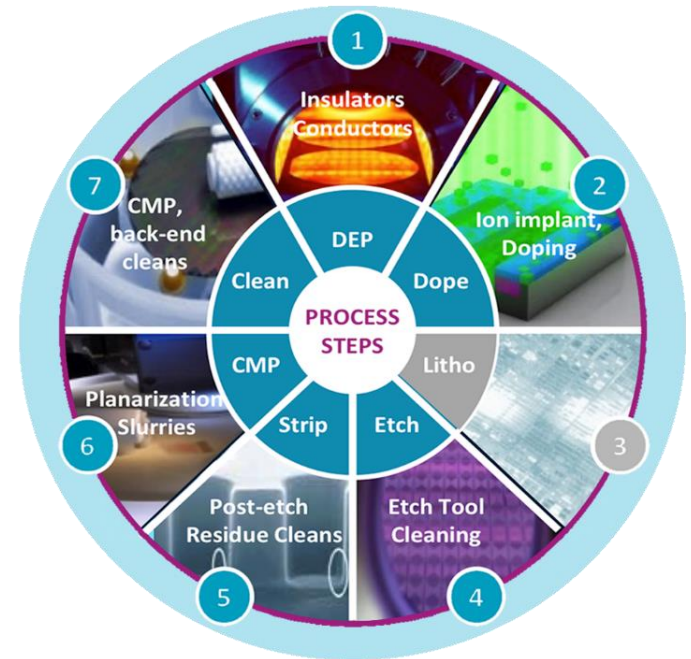 1
Insulators
Conductors
DEP
2
Ion implant,
Doping
Dope
3
Litho
4
Etch Tool
Cleaning
Etch
5
Post-etch
Residue Cleans
Strip
6
Planarization
Slurries
CMP
7
CMP,
back-end
cleans
Clean
PROCESS
STEPS